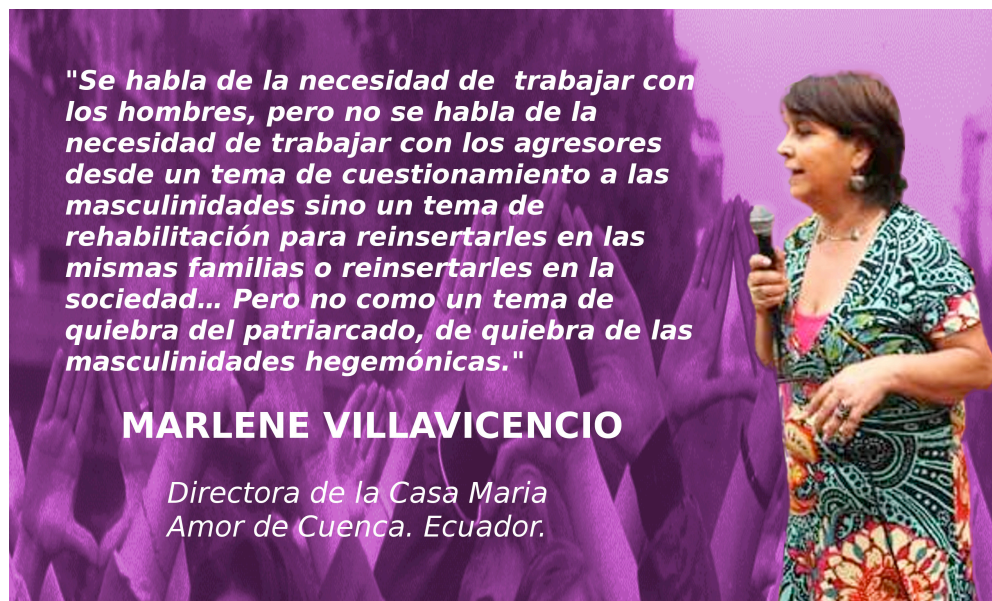 "Se habla de la necesidad de  trabajar con
los hombres, pero no se habla de la
necesidad de trabajar con los agresores
desde un tema de cuestionamiento a las
masculinidades sino un tema de
rehabilitación para reinsertarles en las
mismas familias o reinsertarles en la
sociedad... Pero no como un tema de
quiebra del patriarcado, de quiebra de las
masculinidades hegemónicas."
MARLENE VILLAVICENCIO
Directora de la Casa Maria
Amor de Cuenca. Ecuador.